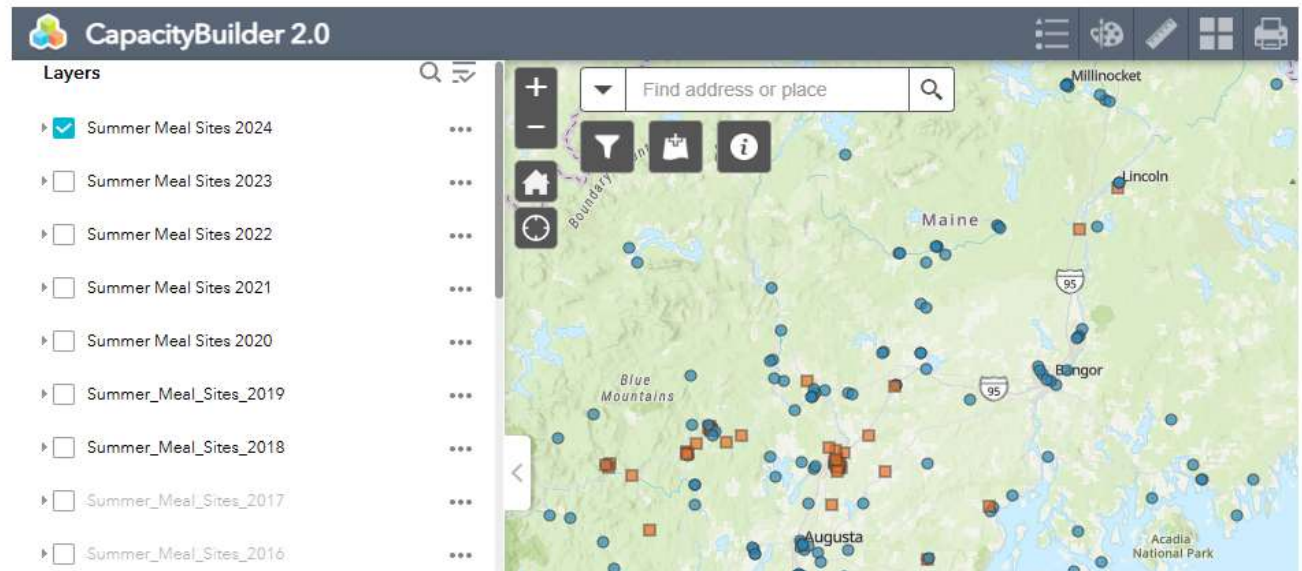 CapacityBuilder 2.0
Layers
Summer Meal Sites 2024
Summer Meal Sites 2023
Summer Meal Sites 2022
Summer Meal Sites 2021
Summer Meal Sites 2020
Summer_Meal_Sites_2019
Summer_Meal_Sites_2018
Summer_Meal_Sites_2017
Summer_Meal_Sites_2016
Find address or place
Millinocket
Boundary
Lincoln
Maine
95
Bangor
95
Blue
Mountains
Augusta
Acadia
National Park